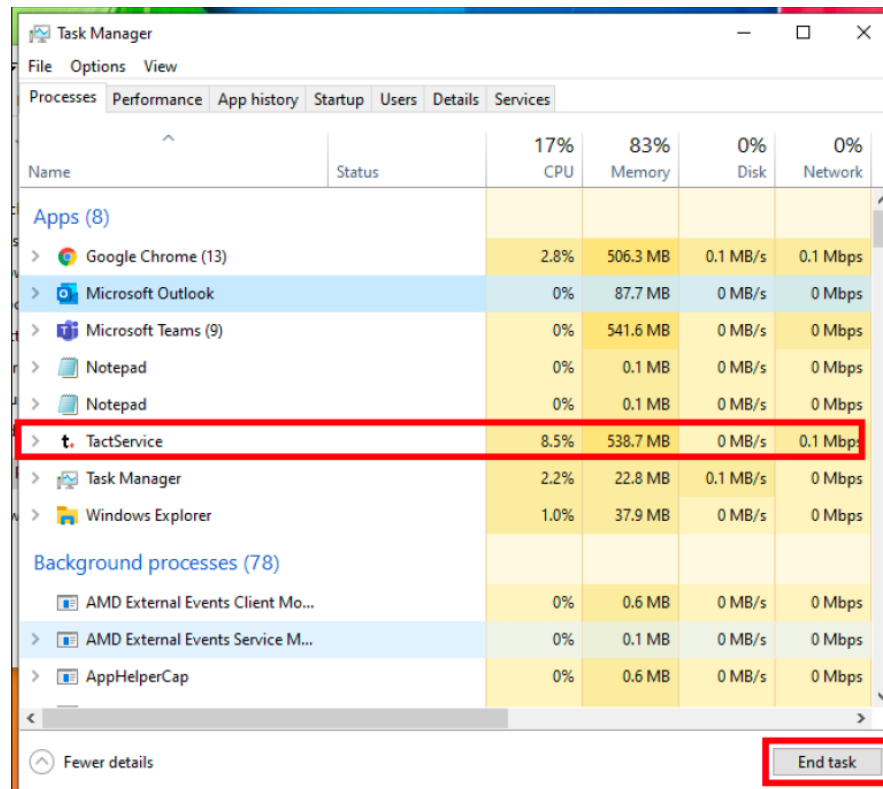 Task Manager
File Options View
Processes Performance App history Startup Users Details Services
17% 83% 0% 0%
Name Status CPU Memory Disk Network
Apps (8)
Google Chrome (13) 2.8% 506.3 MB 0.1 MB/s 0.1 Mbps
Microsoft Outlook 0% 87.7 MB 0 MB/s 0 Mbps
Microsoft Teams (9) 0% 541.6 MB 0 MB/s 0 Mbps
Notepad 0% 0.1 MB 0 MB/s 0 Mbps
Notepad 0% 0.1 MB 0 MB/s 0 Mbps
t. TactService 8.5% 538.7 MB 0 MB/s 0.1 Mbps
Task Manager 2.2% 22.8 MB 0.1 MB/s 0 Mbps
Windows Explorer 1.0% 37.9 MB 0 MB/s 0 Mbps
Background processes (78)
AMD External Events Client Mo... 0% 0.6 MB 0 MB/s 0 Mbps
AMD External Events Service M... 0% 0.1 MB 0 MB/s 0 Mbps
AppHelperCap 0% 0.6 MB 0 MB/s 0 Mbps
Fewer details End task